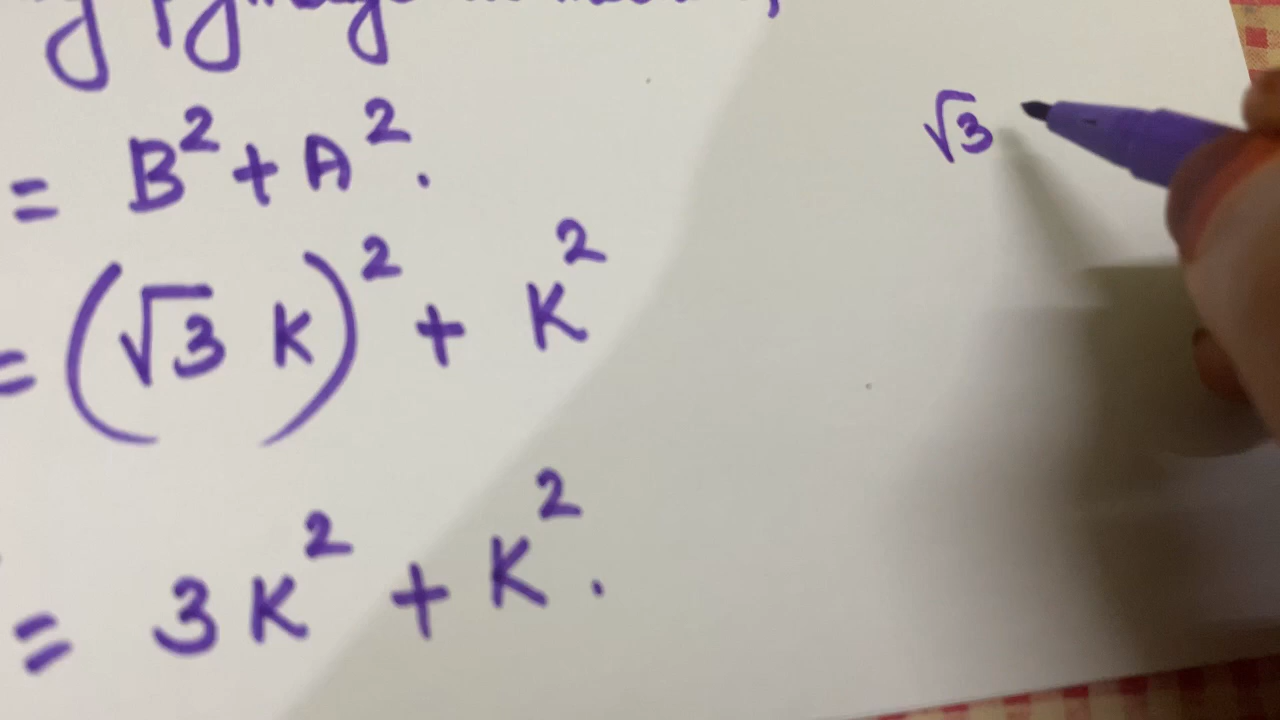 = B² + A².
√3
= (√3 K)² + K²
= 3K² + K².